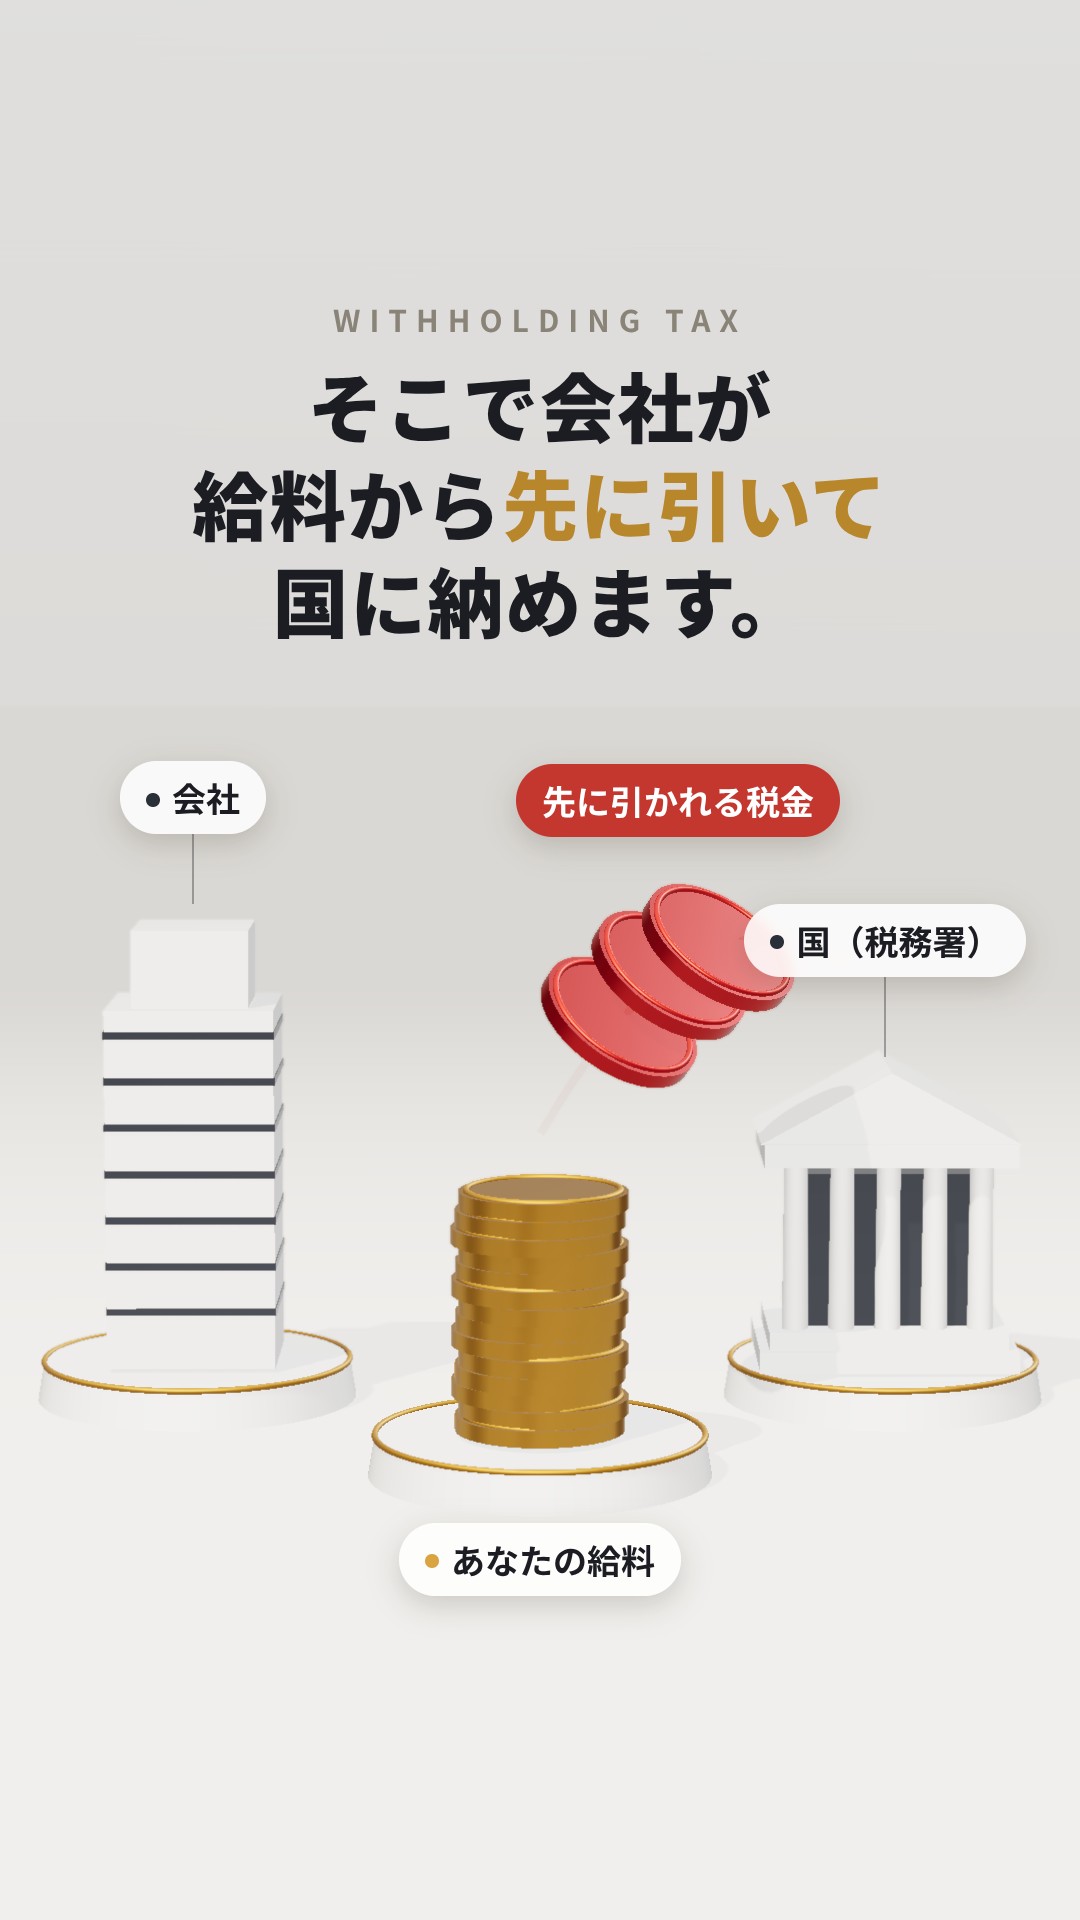 WITHHOLDING TAX
そこで会社が
給料から先に引いて
国に納めます。
会社
先に引かれる税金
国（税務署）
あなたの給料